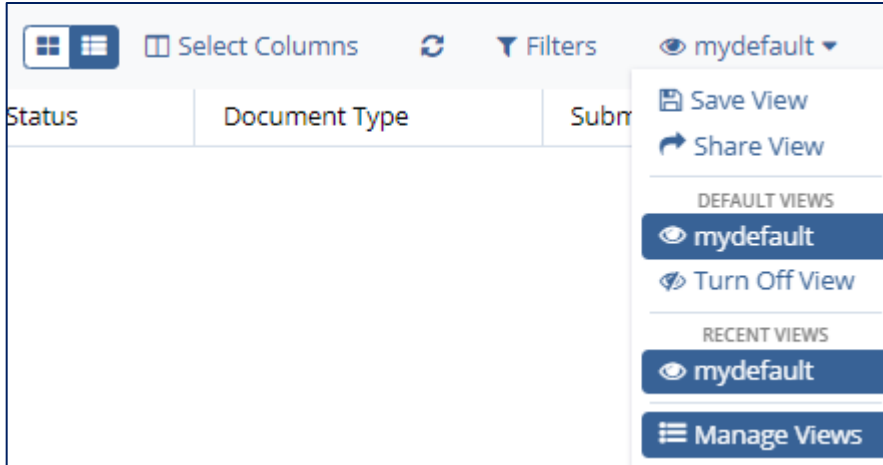 Select Columns Filters mydefault
Status Document Type Subm
Save View
Share View
DEFAULT VIEWS
mydefault
Turn Off View
RECENT VIEWS
mydefault
Manage Views